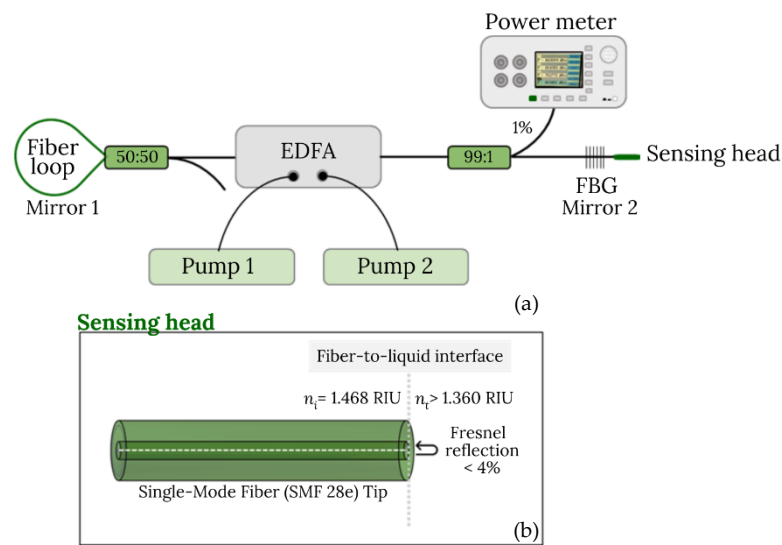 Power meter
1%
Fiber
loop
50:50
EDFA
99:1
Sensing head
Mirror 1
FBG
Mirror 2
Pump 1
Pump 2
(a)
Sensing head
Fiber-to-liquid interface
nᵢ= 1.468 RIU
nₜ> 1.360 RIU
Fresnel
reflection
< 4%
Single-Mode Fiber (SMF 28e) Tip
(b)